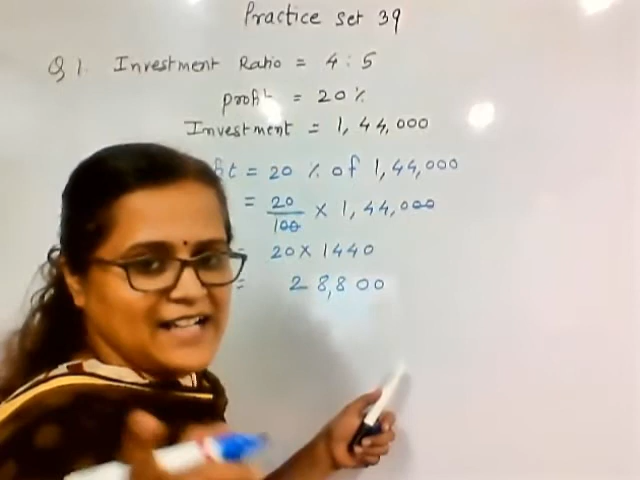 Practice set 39
Q 1. Investment Ratio = 4 : 5
profit = 20 %
Investment = 1,44,000
= 20 % of 1,44,000
= 20/100 × 1,44,000
= 20 × 1440
= 28,800